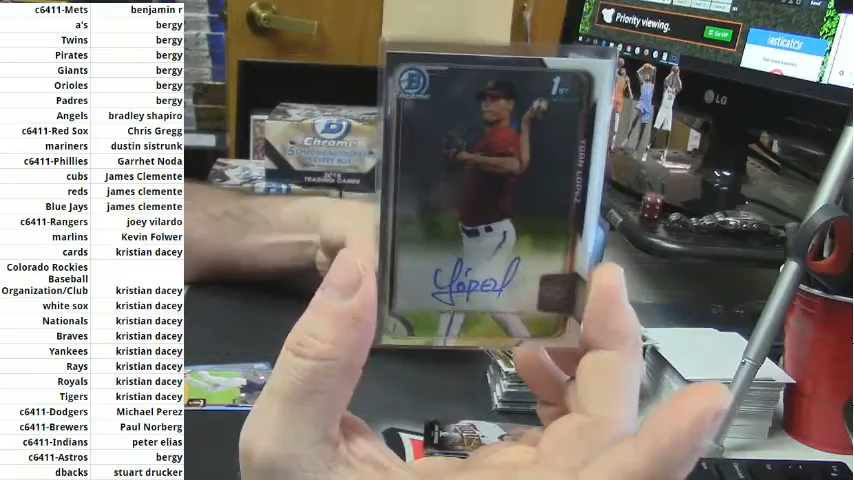 c6411-Mets benjamin r
a's bergy
Twins bergy
Pirates bergy
Giants bergy
Orioles bergy
Padres bergy
Angels bradley shapiro
c6411-Red Sox Chris Gregg
mariners dustin sistrunk
c6411-Phillies Garrhet Noda
cubs James Clemente
reds james clemente
Blue Jays james clemente
c6411-Rangers joey vilardo
marlins Kevin Folwer
cards kristian dacey
Colorado Rockies
Baseball
Organization/Club kristian dacey
white sox kristian dacey
Nationals kristian dacey
Braves kristian dacey
Yankees kristian dacey
Rays kristian dacey
Royals kristian dacey
Tigers kristian dacey
c6411-Dodgers Michael Perez
c6411-Brewers Paul Norberg
c6411-Indians peter elias
c6411-Astros bergy
dbacks stuart drucker
Priority viewing.
LG
Chrome
2015
TRADING CARDS
Chrome
1ST
YOAN LOPEZ